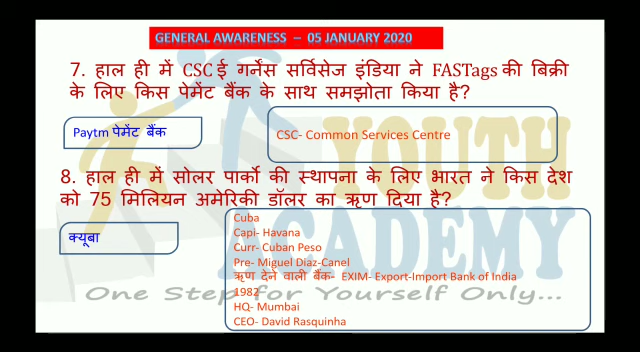 GENERAL AWARENESS – 05 JANUARY 2020
7. हाल ही में CSC ई गर्नेंस सर्विसेज इंडिया ने FASTags की बिक्री
के लिए किस पेमेंट बैंक के साथ समझोता किया है?
Paytm पेमेंट बैंक
CSC- Common Services Centre
8. हाल ही में सोलर पार्को की स्थापना के लिए भारत ने किस देश
को 75 मिलियन अमेरिकी डॉलर का ऋण दिया है?
क्यूबा
Cuba
Capi- Havana
Curr- Cuban Peso
Pre- Miguel Diaz-Canel
ऋण देने वाली बैंक- EXIM- Export-Import Bank of India
1982
HQ- Mumbai
CEO- David Rasquinha
YOUTH
ACADEMY
One Step for Yourself Only...